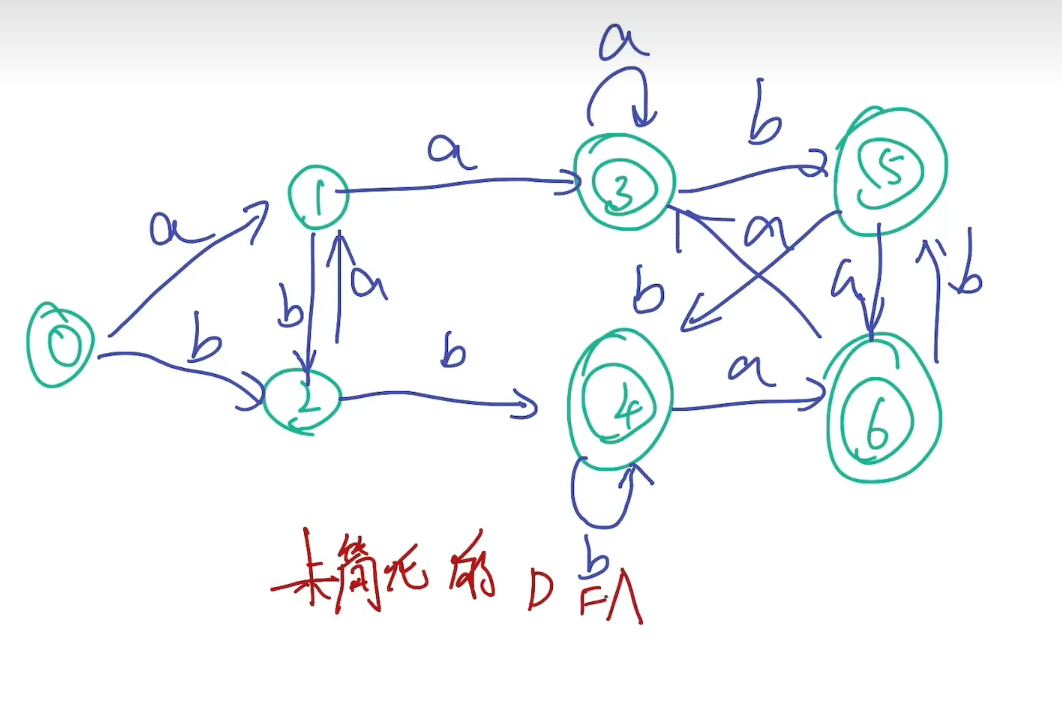 a
a b
a 1 3 5
a
b a b a b
0 b b a
2 4 6
b
未简化的 DFA